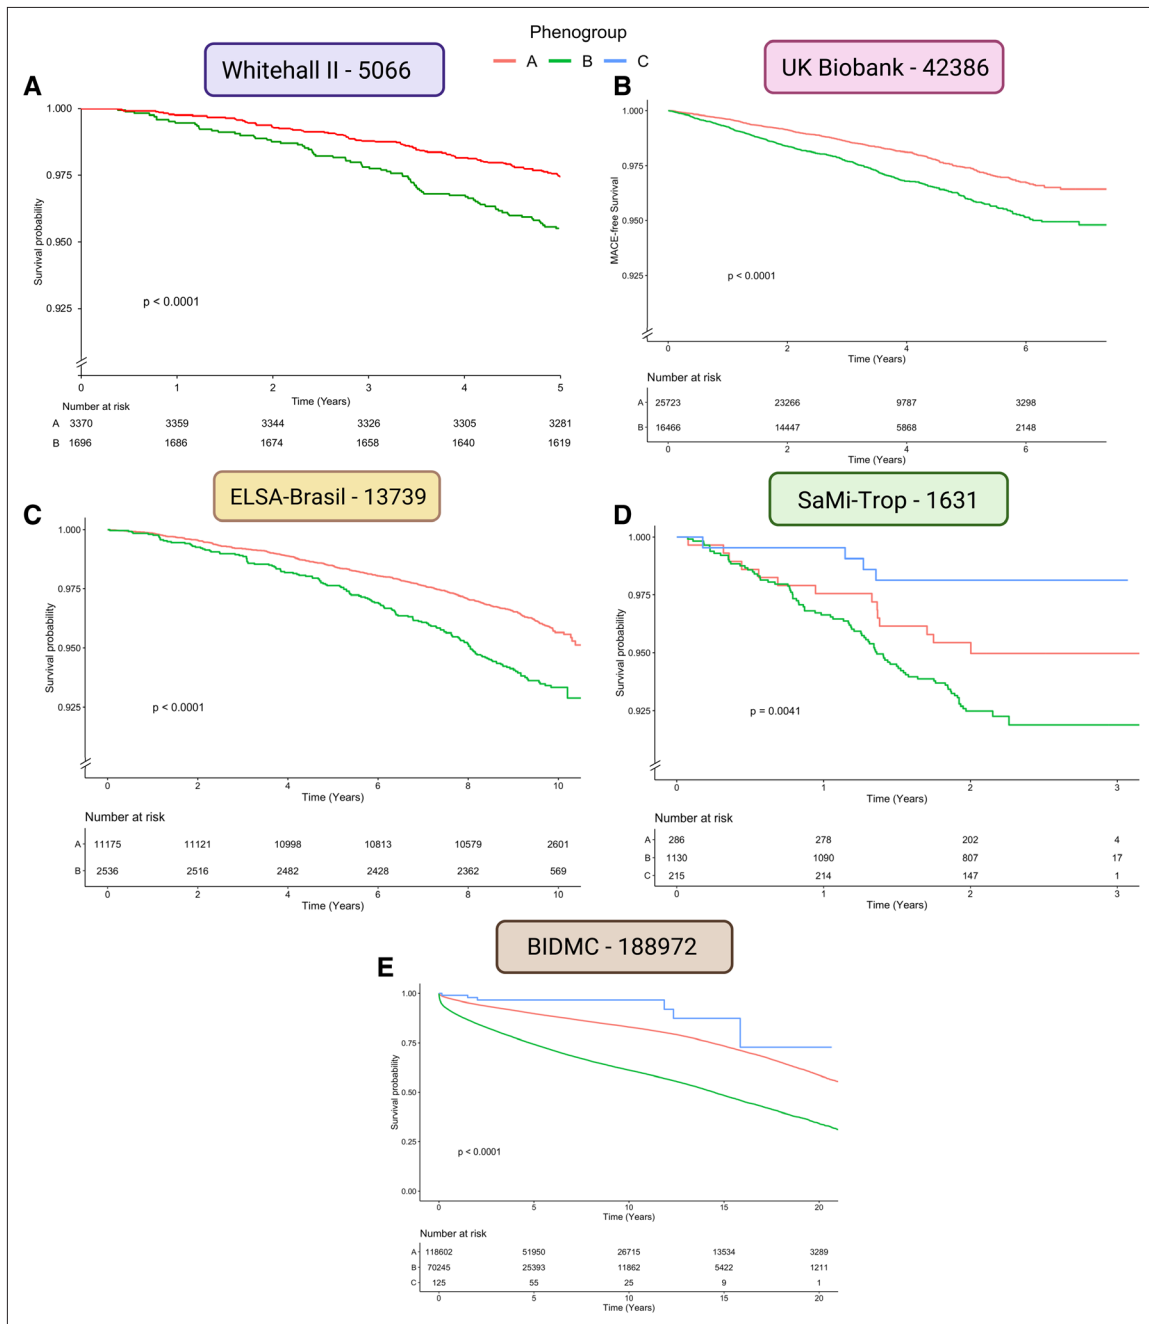 Phenogroup
A B C
A
Whitehall II - 5066
1.000
0.975
0.950
0.925
Survival probability
p < 0.0001
0 1 2 3 4 5
Time (Years)
Number at risk
A 3370 3359 3344 3326 3305 3281
B 1696 1686 1674 1658 1640 1619
B
UK Biobank - 42386
1.000
0.975
0.950
0.925
MACE-free Survival
p < 0.0001
0 2 4 6
Time (Years)
Number at risk
A 25723 23266 9787 3298
B 16466 14447 5868 2148
0 2 4 6
Time (Years)
C
ELSA-Brasil - 13739
1.000
0.975
0.950
0.925
Survival probability
p < 0.0001
0 2 4 6 8 10
Time (Years)
Number at risk
A 11175 11121 10998 10813 10579 2601
B 2536 2516 2482 2428 2362 569
0 2 4 6 8 10
Time (Years)
D
SaMi-Trop - 1631
1.000
0.975
0.950
0.925
Survival probability
p = 0.0041
0 1 2 3
Time (Years)
Number at risk
A 286 278 202 4
B 1130 1090 807 17
C 215 214 147 1
0 1 2 3
Time (Years)
E
BIDMC - 188972
1.00
0.75
0.50
0.25
0.00
Survival probability
p < 0.0001
0 5 10 15 20
Time (Years)
Number at risk
A 118602 51950 26715 13534 3289
B 70245 25393 11862 5422 1211
C 125 55 25 9 1
0 5 10 15 20
Time (Years)